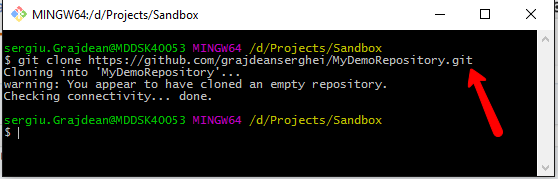 MINGW64:/d/Projects/Sandbox
sergiu.Grajdean@MDDSK40053 MINGW64 /d/Projects/Sandbox
$ git clone https://github.com/grajdeanserghei/MyDemoRepository.git
Cloning into 'MyDemoRepository'...
warning: You appear to have cloned an empty repository.
Checking connectivity... done.
sergiu.Grajdean@MDDSK40053 MINGW64 /d/Projects/Sandbox
$